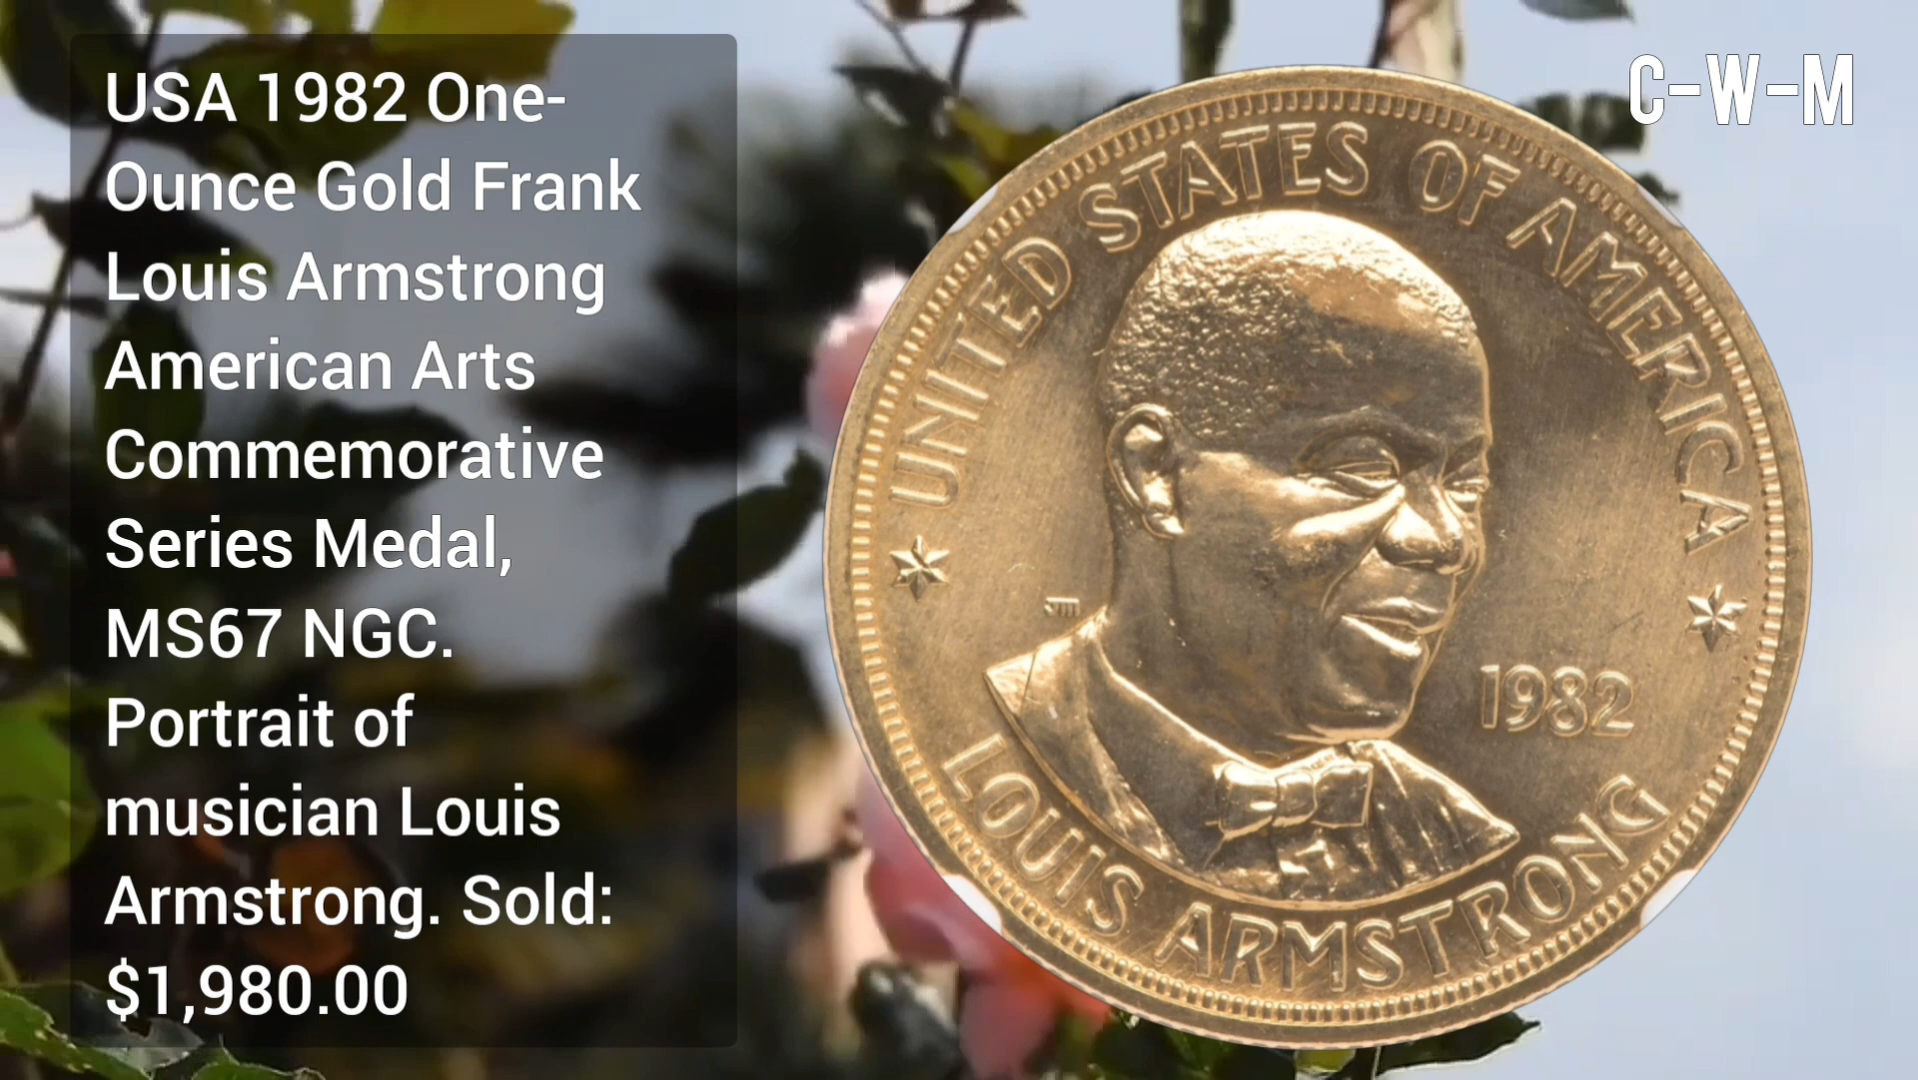 USA 1982 One-
Ounce Gold Frank
Louis Armstrong
American Arts
Commemorative
Series Medal,
MS67 NGC.
Portrait of
musician Louis
Armstrong. Sold:
$1,980.00
C-W-M
UNITED STATES OF AMERICA
JM
1982
LOUIS ARMSTRONG